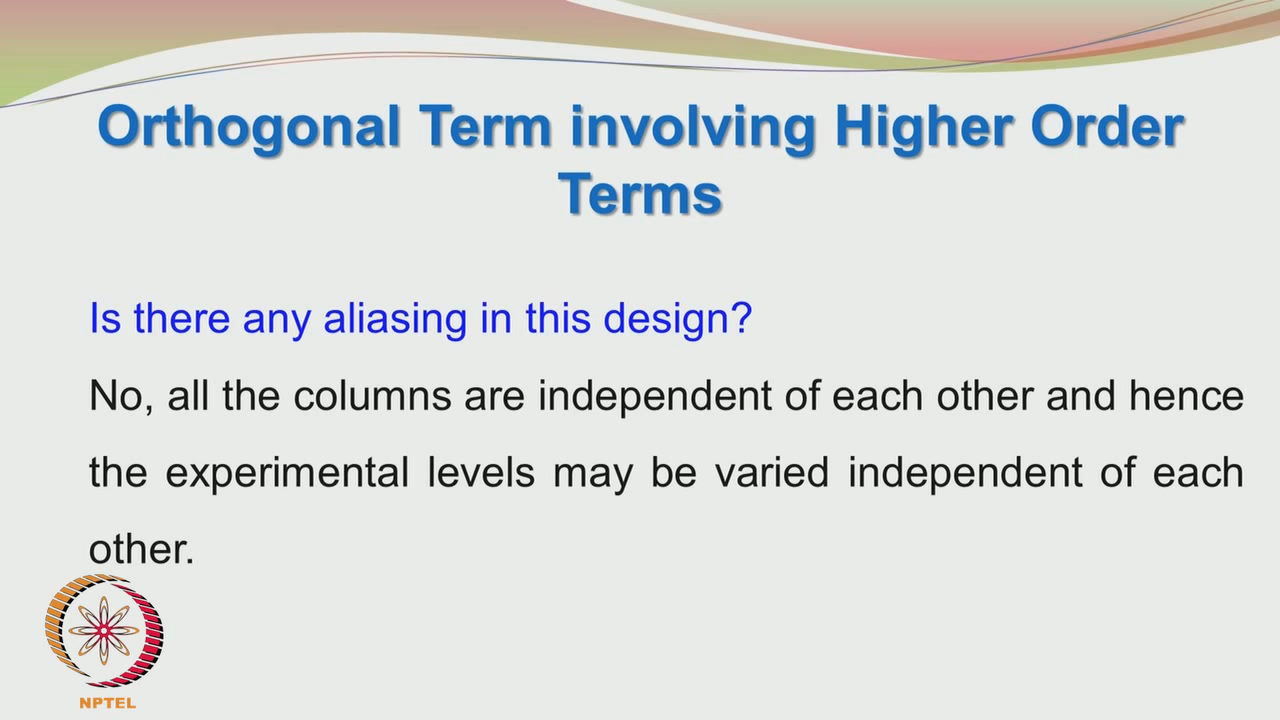 Orthogonal Term involving Higher Order
Terms
Is there any aliasing in this design?
No, all the columns are independent of each other and hence
the experimental levels may be varied independent of each
other.
NPTEL